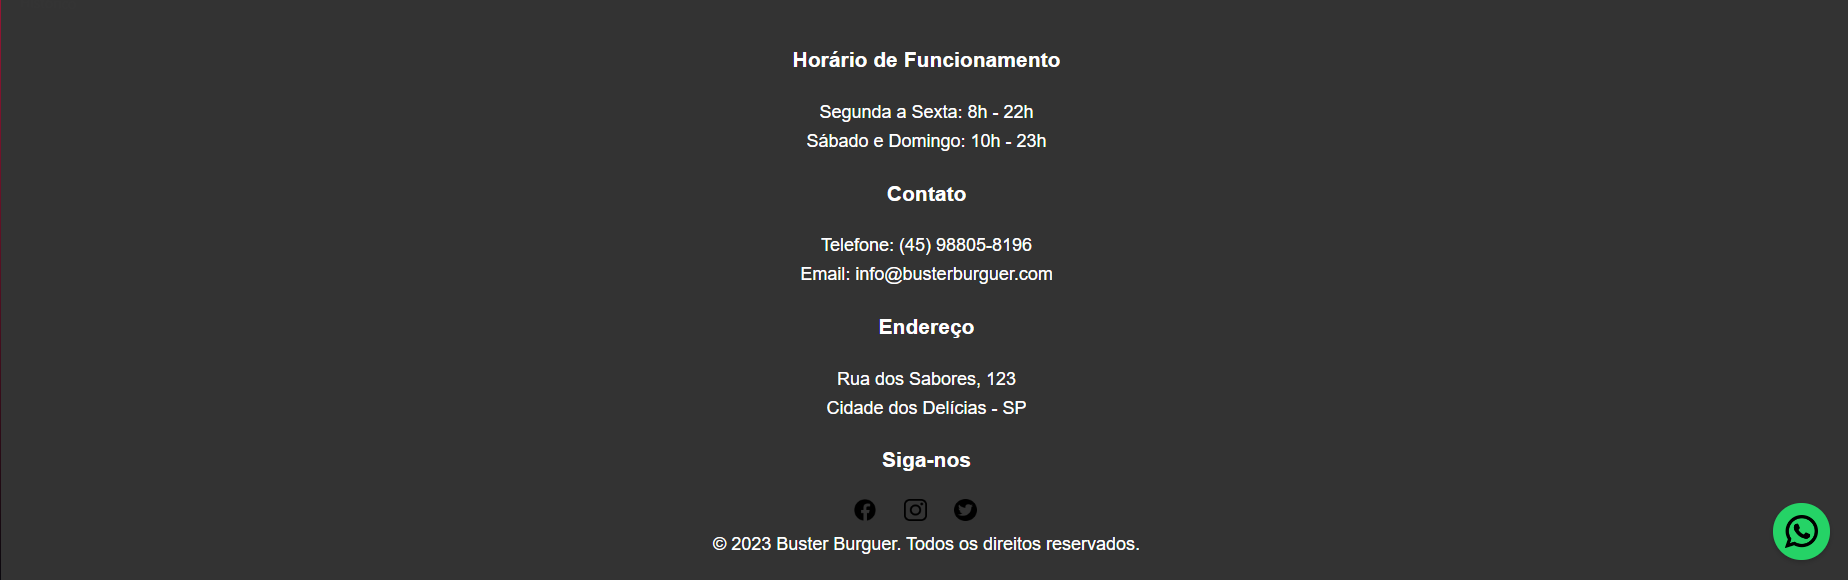 Horário de Funcionamento
Segunda a Sexta: 8h - 22h
Sábado e Domingo: 10h - 23h
Contato
Telefone: (45) 98805-8196
Email: info@busterburguer.com
Endereço
Rua dos Sabores, 123
Cidade dos Delícias - SP
Siga-nos
© 2023 Buster Burguer. Todos os direitos reservados.